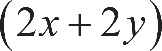 (2x + 2y)